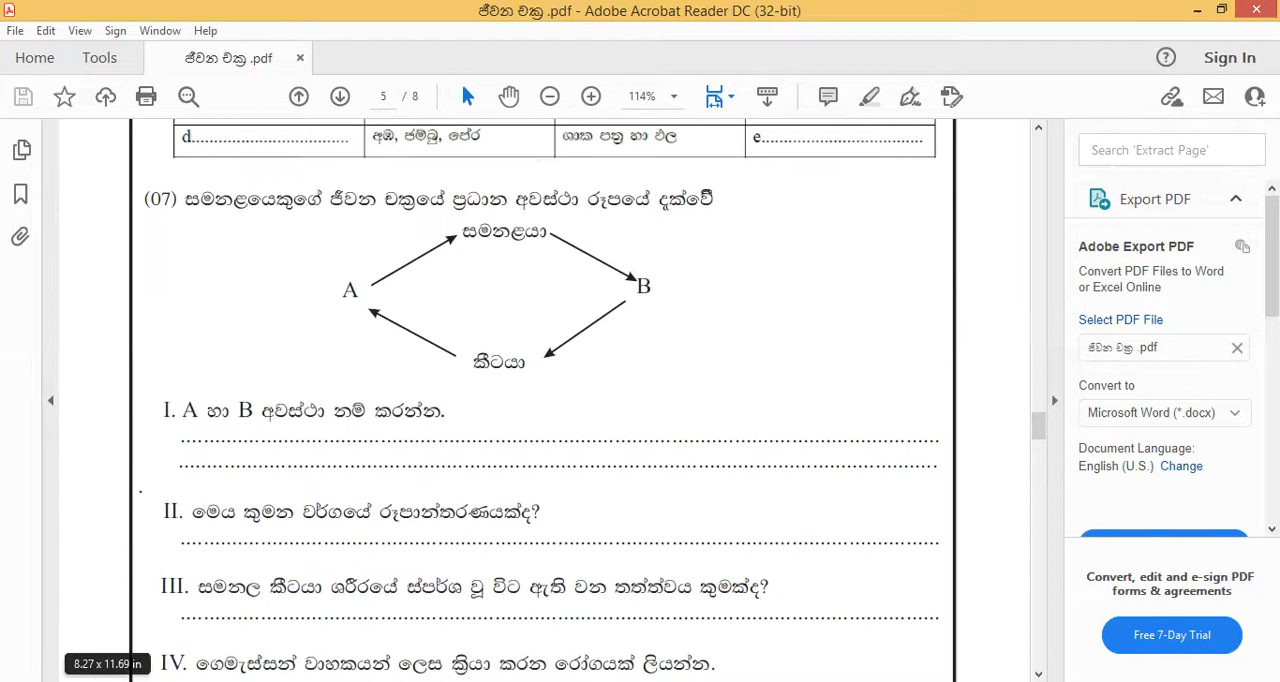 ජීවන චක්‍ර .pdf - Adobe Acrobat Reader DC (32-bit)
File Edit View Sign Window Help
Home Tools ජීවන චක්‍ර .pdf × Sign In
5 / 8 114%
d................................. අඹ, ජම්බු, පේර ශාක පත්‍ර හා ඵල e...................................
(07) සමනළයෙකුගේ ජීවන චක්‍රයේ ප්‍රධාන අවස්ථා රූපයේ දැක්වේ
සමනළයා
A
B
කීටයා
I. A හා B අවස්ථා නම් කරන්න.
II. මෙය කුමන වර්ගයේ රූපාන්තරණයක්ද?
III. සමනල කීටයා ශරීරයේ ස්පර්ශ වූ විට ඇති වන තත්ත්වය කුමක්ද?
IV. ගෙමැස්සන් වාහකයන් ලෙස ක්‍රියා කරන රෝගයක් ලියන්න.
8.27 x 11.69 in
Search 'Extract Page'
Export PDF
Adobe Export PDF
Convert PDF Files to Word
or Excel Online
Select PDF File
ජීවන චක්‍ර .pdf
Convert to
Microsoft Word (*.docx)
Document Language:
English (U.S.) Change
Convert, edit and e-sign PDF
forms & agreements
Free 7-Day Trial